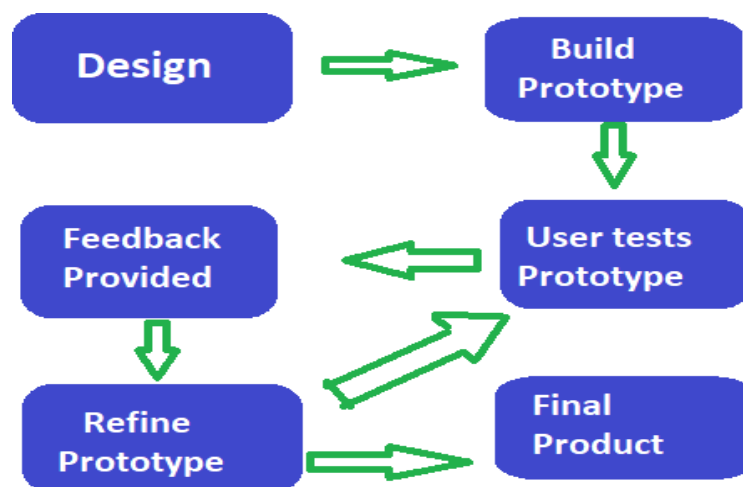 Design
Build
Prototype
User tests
Prototype
Feedback
Provided
Refine
Prototype
Final
Product